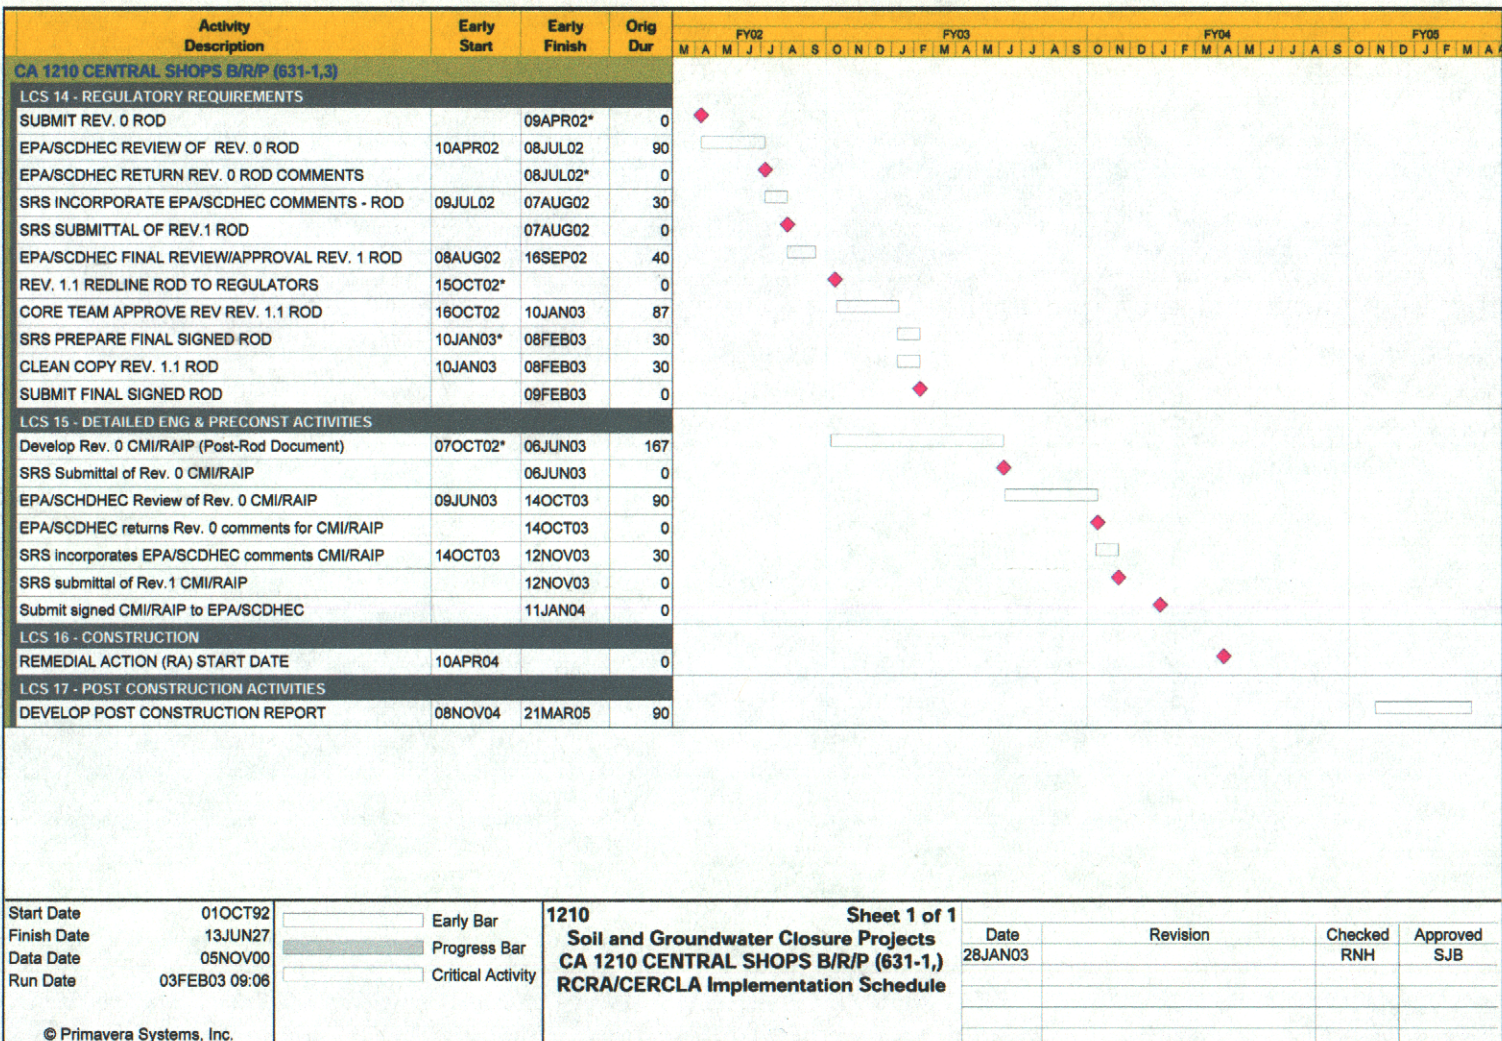 Activity Description Early Start Early Finish Orig Dur FY02 FY03 FY04 FY05
M A M J J A S O N D J F M A M J J A S O N D J F M A M J J A S O N D J F M A
CA 1210 CENTRAL SHOPS B/R/P (631-1,3)
LCS 14 - REGULATORY REQUIREMENTS
SUBMIT REV. 0 ROD 09APR02* 0
EPA/SCDHEC REVIEW OF REV. 0 ROD 10APR02 08JUL02 90
EPA/SCDHEC RETURN REV. 0 ROD COMMENTS 08JUL02* 0
SRS INCORPORATE EPA/SCDHEC COMMENTS - ROD 09JUL02 07AUG02 30
SRS SUBMITTAL OF REV.1 ROD 07AUG02 0
EPA/SCDHEC FINAL REVIEW/APPROVAL REV. 1 ROD 08AUG02 16SEP02 40
REV. 1.1 REDLINE ROD TO REGULATORS 15OCT02* 0
CORE TEAM APPROVE REV REV. 1.1 ROD 16OCT02 10JAN03 87
SRS PREPARE FINAL SIGNED ROD 10JAN03* 08FEB03 30
CLEAN COPY REV. 1.1 ROD 10JAN03 08FEB03 30
SUBMIT FINAL SIGNED ROD 09FEB03 0
LCS 15 - DETAILED ENG & PRECONST ACTIVITIES
Develop Rev. 0 CMI/RAIP (Post-Rod Document) 07OCT02* 06JUN03 167
SRS Submittal of Rev. 0 CMI/RAIP 06JUN03 0
EPA/SCHDHEC Review of Rev. 0 CMI/RAIP 09JUN03 14OCT03 90
EPA/SCDHEC returns Rev. 0 comments for CMI/RAIP 14OCT03 0
SRS incorporates EPA/SCDHEC comments CMI/RAIP 14OCT03 12NOV03 30
SRS submittal of Rev.1 CMI/RAIP 12NOV03 0
Submit signed CMI/RAIP to EPA/SCDHEC 11JAN04 0
LCS 16 - CONSTRUCTION
REMEDIAL ACTION (RA) START DATE 10APR04 0
LCS 17 - POST CONSTRUCTION ACTIVITIES
DEVELOP POST CONSTRUCTION REPORT 08NOV04 21MAR05 90
Start Date 01OCT92
Finish Date 13JUN27
Data Date 05NOV00
Run Date 03FEB03 09:06
© Primavera Systems, Inc.
Early Bar
Progress Bar
Critical Activity
1210 Sheet 1 of 1
Soil and Groundwater Closure Projects
CA 1210 CENTRAL SHOPS B/R/P (631-1,)
RCRA/CERCLA Implementation Schedule
Date Revision Checked Approved
28JAN03 RNH SJB